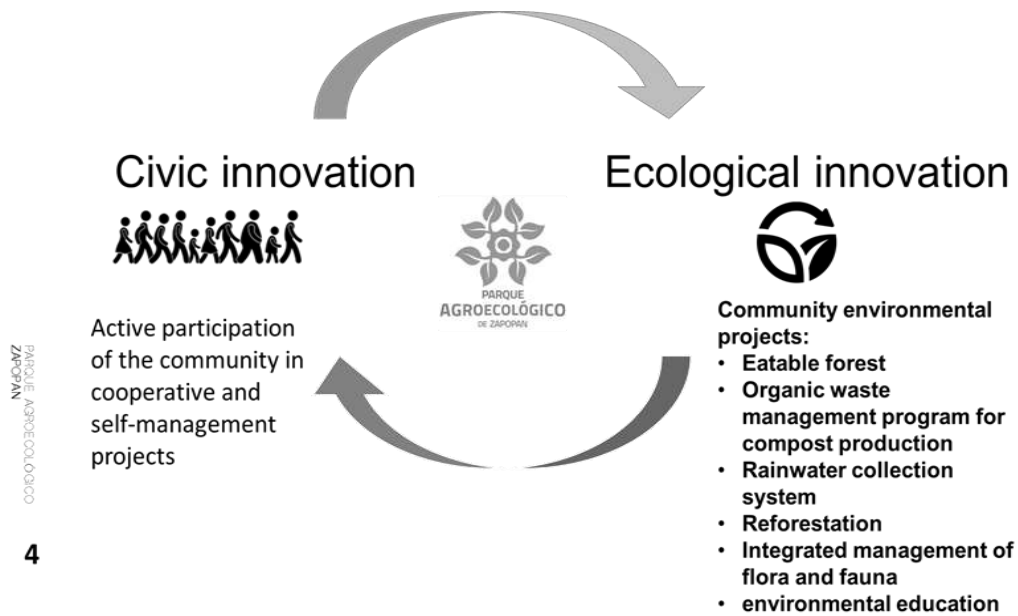 Civic innovation
Ecological innovation
PARQUE
AGROECOLÓGICO
DE ZAPOPAN
Active participation
of the community in
cooperative and
self-management
projects
Community environmental
projects:
• Eatable forest
• Organic waste
management program for
compost production
• Rainwater collection
system
• Reforestation
• Integrated management of
flora and fauna
• environmental education
PARQUE AGROECOLÓGICO
ZAPOPAN
4